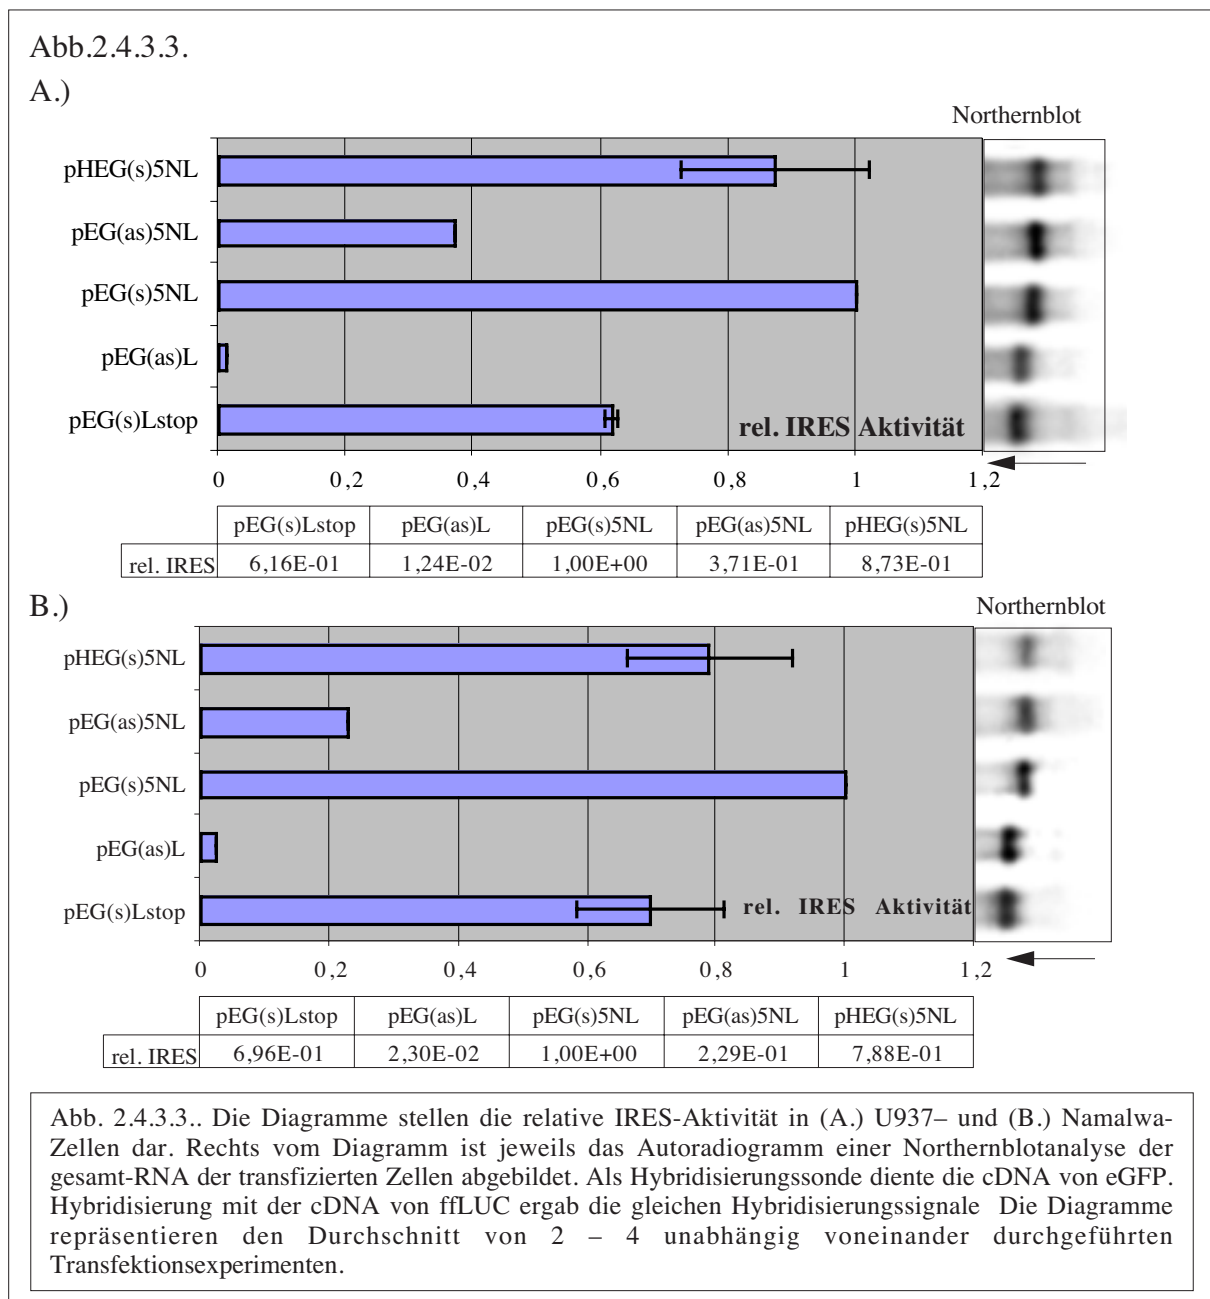 Abb.2.4.3.3.
A.)
Northernblot
pHEG(s)5NL
pEG(as)5NL
pEG(s)5NL
pEG(as)L
pEG(s)Lstop
rel. IRES Aktivität
0 0,2 0,4 0,6 0,8 1 1,2
pEG(s)Lstop pEG(as)L pEG(s)5NL pEG(as)5NL pHEG(s)5NL
rel. IRES 6,16E-01 1,24E-02 1,00E+00 3,71E-01 8,73E-01
B.)
Northernblot
pHEG(s)5NL
pEG(as)5NL
pEG(s)5NL
pEG(as)L
pEG(s)Lstop
rel. IRES Aktivität
0 0,2 0,4 0,6 0,8 1 1,2
pEG(s)Lstop pEG(as)L pEG(s)5NL pEG(as)5NL pHEG(s)5NL
rel. IRES 6,96E-01 2,30E-02 1,00E+00 2,29E-01 7,88E-01
Abb. 2.4.3.3.. Die Diagramme stellen die relative IRES-Aktivität in (A.) U937– und (B.) Namalwa-
Zellen dar. Rechts vom Diagramm ist jeweils das Autoradiogramm einer Northernblotanalyse der
gesamt-RNA der transfizierten Zellen abgebildet. Als Hybridisierungssonde diente die cDNA von eGFP.
Hybridisierung mit der cDNA von ffLUC ergab die gleichen Hybridisierungssignale Die Diagramme
repräsentieren den Durchschnitt von 2 – 4 unabhängig voneinander durchgeführten
Transfektionsexperimenten.